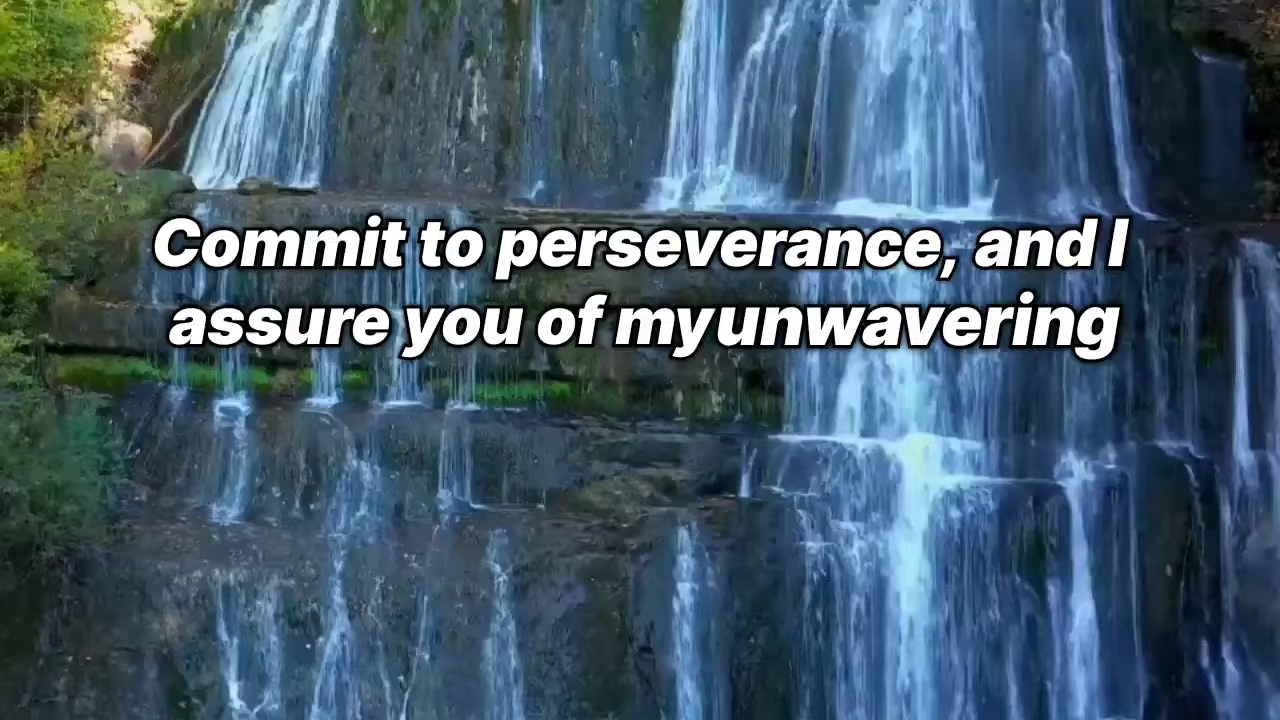 Commit to perseverance, and I
assure you of myunwavering